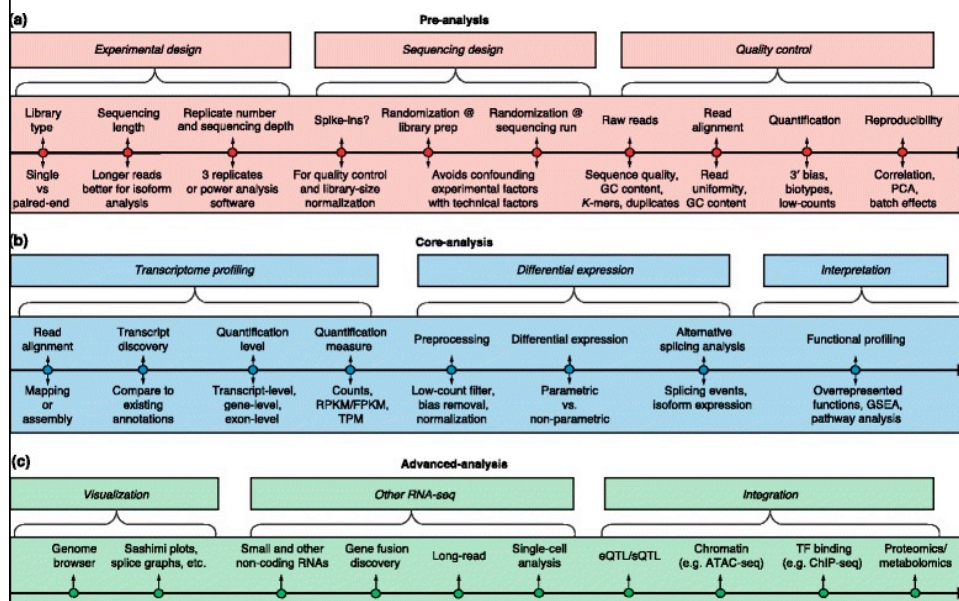 (a)
Pre-analysis
Experimental design
Sequencing design
Quality control
Library
type
Sequencing
length
Replicate number
and sequencing depth
Spike-Ins?
Randomization @
library prep
Randomization @
sequencing run
Raw reads
Read
alignment
Quantification
Reproducibility
Single
vs
paired-end
Longer reads
better for isoform
analysis
3 replicates
or power analysis
software
For quality control
and library-size
normalization
Avoids confounding
experimental factors
with technical factors
Sequence quality,
GC content,
K-mers, duplicates
Read
uniformity,
GC content
3′ bias,
biotypes,
low-counts
Correlation,
PCA,
batch effects
(b)
Core-analysis
Transcriptome profiling
Differential expression
Interpretation
Read
alignment
Transcript
discovery
Quantification
level
Quantification
measure
Preprocessing
Differential expression
Alternative
splicing analysis
Functional profiling
Mapping
or
assembly
Compare to
existing
annotations
Transcript-level,
gene-level,
exon-level
Counts,
RPKM/FPKM,
TPM
Low-count filter,
bias removal,
normalization
Parametric
vs.
non-parametric
Splicing events,
isoform expression
Overrepresented
functions, GSEA,
pathway analysis
(c)
Advanced-analysis
Visualization
Other RNA-seq
Integration
Genome
browser
Sashimi plots,
splice graphs, etc.
Small and other
non-coding RNAs
Gene fusion
discovery
Long-read
Single-cell
analysis
eQTL/sQTL
Chromatin
(e.g. ATAC-seq)
TF binding
(e.g. ChIP-seq)
Proteomics/
metabolomics